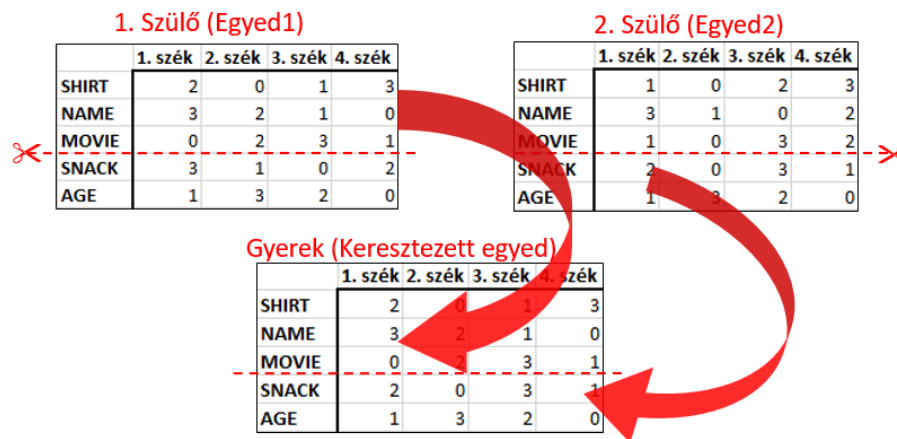 1. Szülő (Egyed1)
1. szék 2. szék 3. szék 4. szék
SHIRT 2 0 1 3
NAME 3 2 1 0
MOVIE 0 2 3 1
SNACK 3 1 0 2
AGE 1 3 2 0
2. Szülő (Egyed2)
1. szék 2. szék 3. szék 4. szék
SHIRT 1 0 2 3
NAME 3 1 0 2
MOVIE 1 0 3 2
SNACK 2 0 3 1
AGE 1 3 2 0
Gyerek (Keresztezett egyed)
1. szék 2. szék 3. szék 4. szék
SHIRT 2 0 1 3
NAME 3 2 1 0
MOVIE 0 2 3 1
SNACK 2 0 3 1
AGE 1 3 2 0